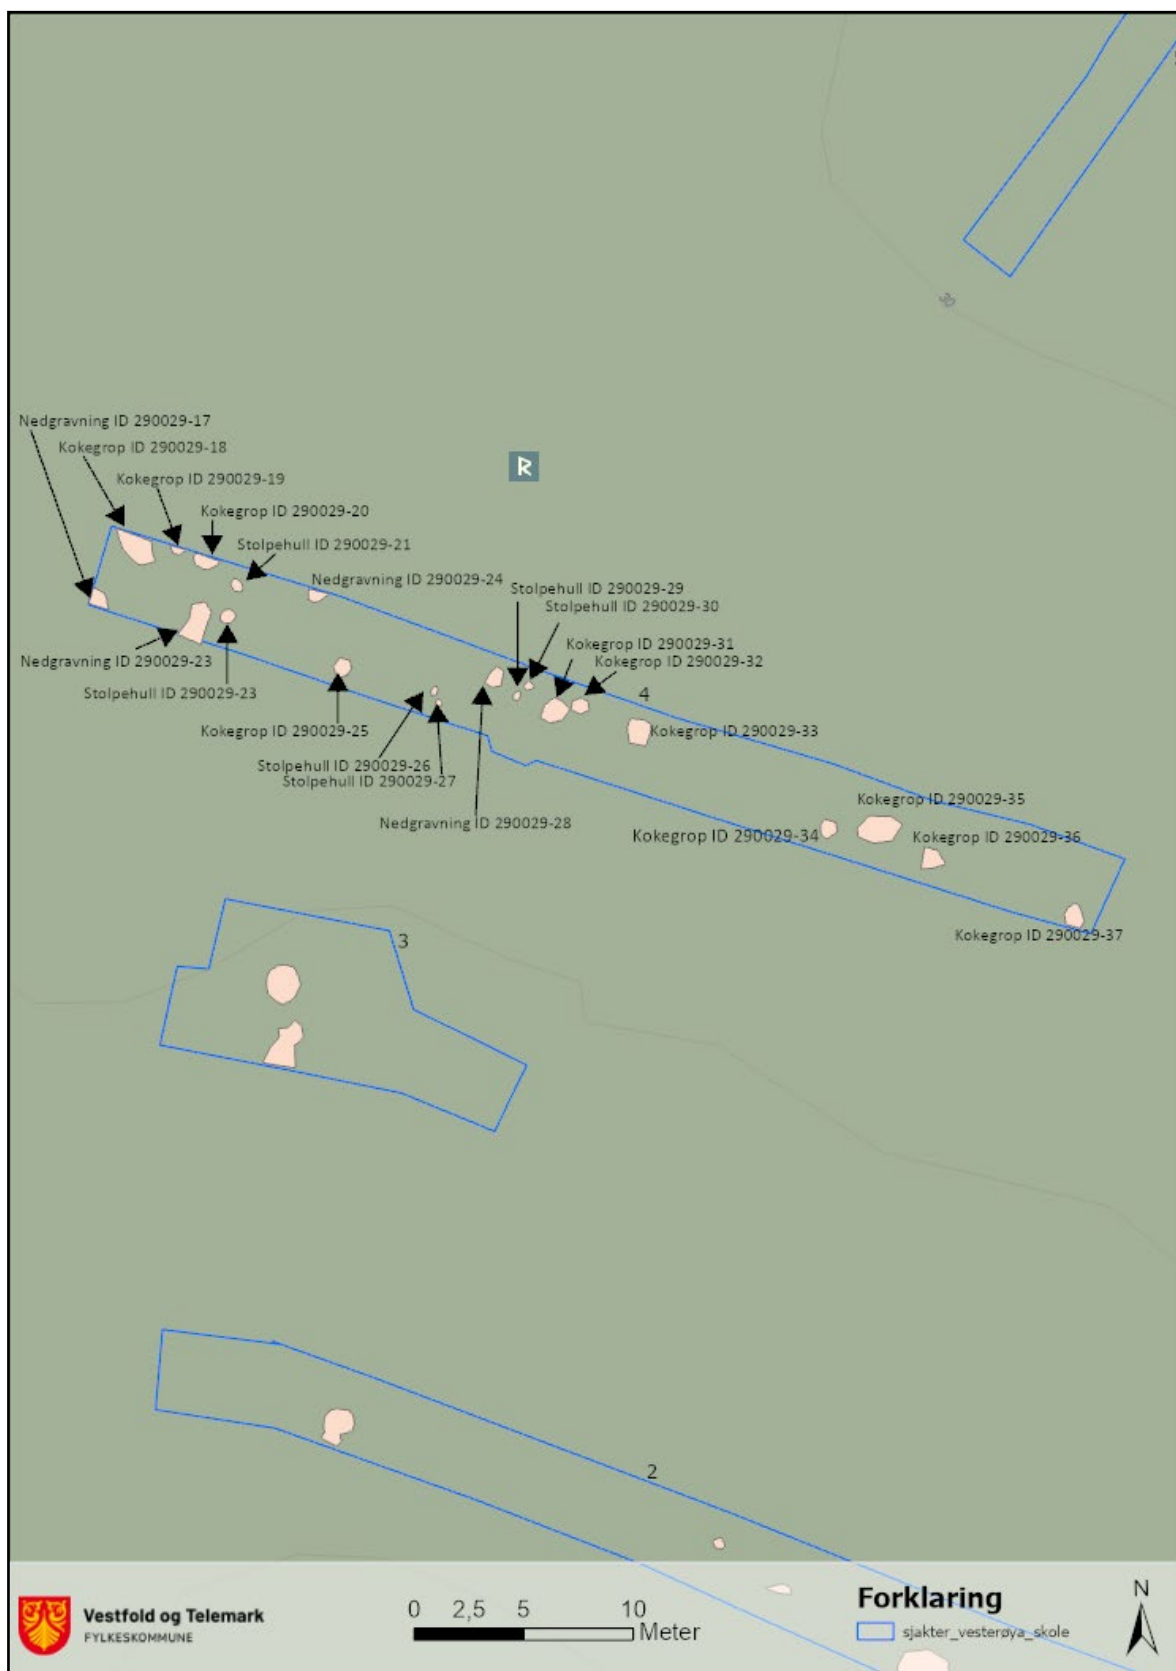 30
Nedgravning ID 290029-17
Kokegrop ID 290029-18
Kokegrop ID 290029-19
Kokegrop ID 290029-20
Stolpehull ID 290029-21
Nedgravning ID 290029-24
Stolpehull ID 290029-29
Stolpehull ID 290029-30
Kokegrop ID 290029-31
Kokegrop ID 290029-32
Nedgravning ID 290029-23
Stolpehull ID 290029-23
4
Kokegrop ID 290029-25
Kokegrop ID 290029-33
Stolpehull ID 290029-26
Stolpehull ID 290029-27
Kokegrop ID 290029-35
Nedgravning ID 290029-28
Kokegrop ID 290029-34
Kokegrop ID 290029-36
Kokegrop ID 290029-37
3
2
Vestfold og Telemark
FYLKESKOMMUNE
0 2,5 5 10
Meter
Forklaring
sjakter_vesterøya_skole
N